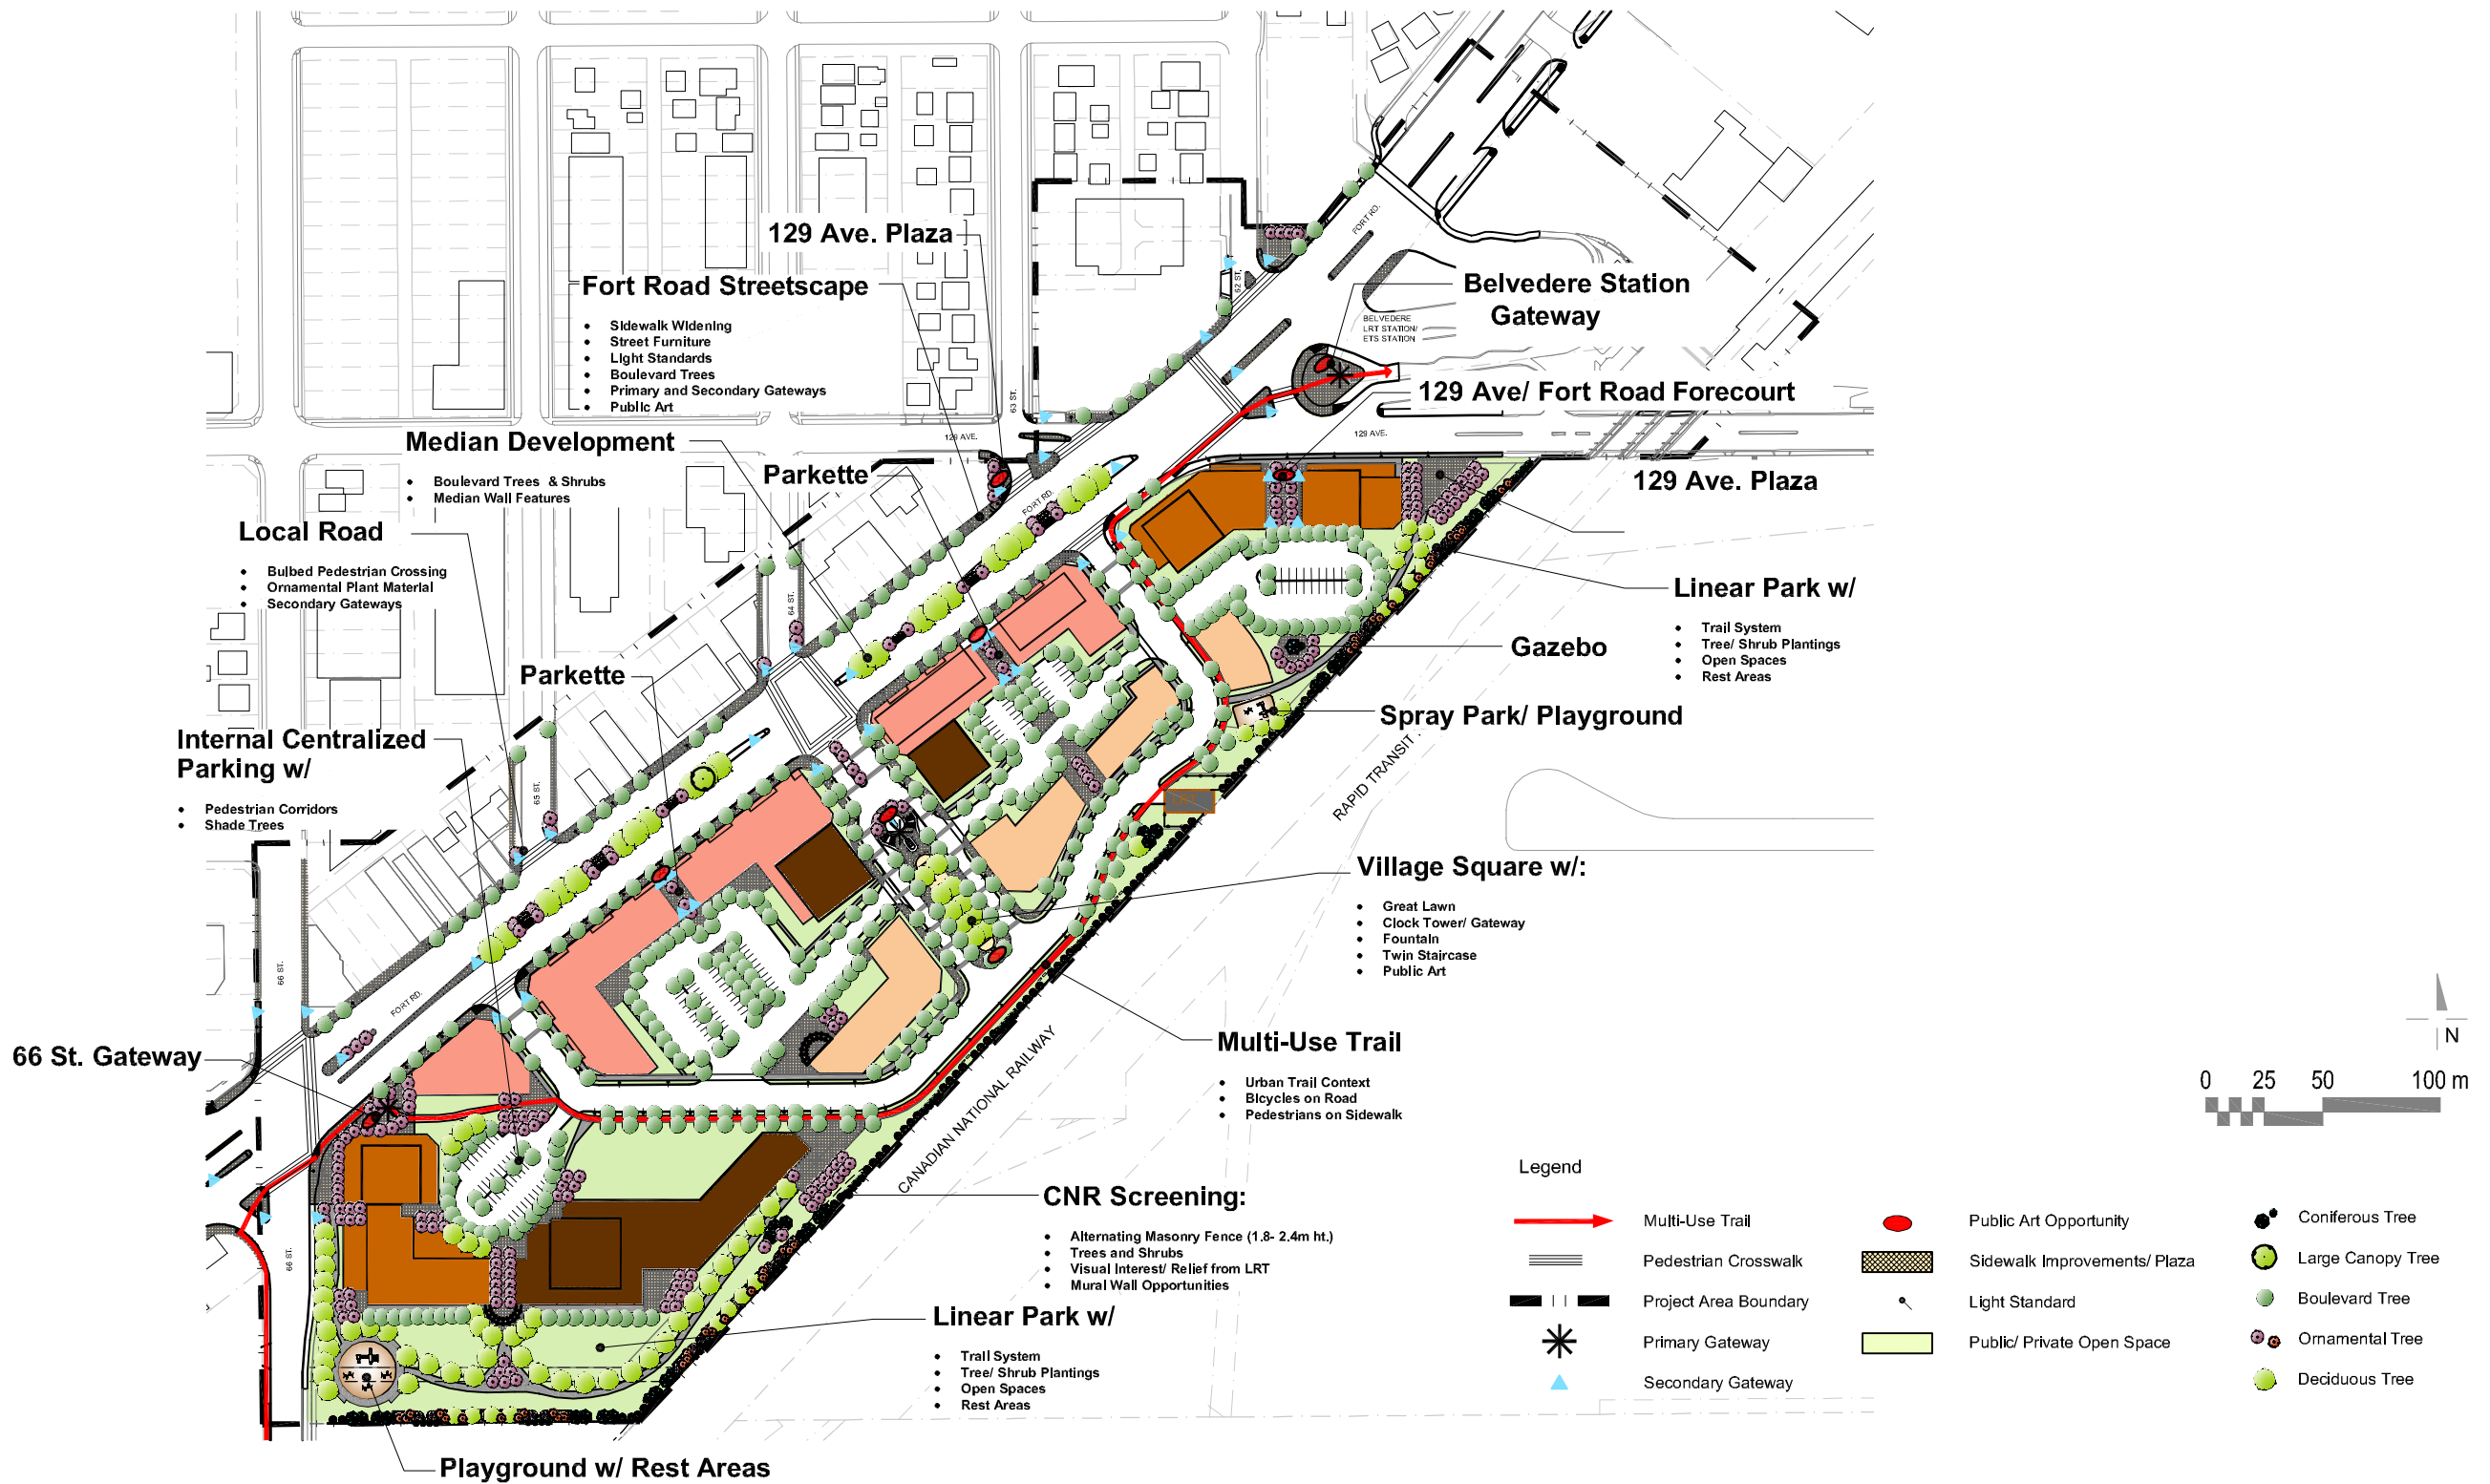 129 Ave. Plaza
Fort Road Streetscape
• Sidewalk Widening
• Street Furniture
• Light Standards
• Boulevard Trees
• Primary and Secondary Gateways
• Public Art
FORT RD.
62 ST.
Belvedere Station
Gateway
BELVEDERE
LRT STATION/
ETS STATION
129 Ave/ Fort Road Forecourt
63 ST.
129 AVE.
129 AVE.
Median Development
• Boulevard Trees & Shrubs
• Median Wall Features
Parkette
129 Ave. Plaza
FORT RD.
Local Road
• Bulbed Pedestrian Crossing
• Ornamental Plant Material
• Secondary Gateways
64 ST.
Linear Park w/
• Trail System
• Tree/ Shrub Plantings
• Open Spaces
• Rest Areas
Gazebo
Parkette
Spray Park/ Playground
Internal Centralized
Parking w/
• Pedestrian Corridors
• Shade Trees
65 ST.
RAPID TRANSIT
Village Square w/:
• Great Lawn
• Clock Tower/ Gateway
• Fountain
• Twin Staircase
• Public Art
66 ST.
FORT RD.
66 St. Gateway
Multi-Use Trail
• Urban Trail Context
• Bicycles on Road
• Pedestrians on Sidewalk
CANADIAN NATIONAL RAILWAY
N
0 25 50 100 m
CNR Screening:
• Alternating Masonry Fence (1.8- 2.4m ht.)
• Trees and Shrubs
• Visual Interest/ Relief from LRT
• Mural Wall Opportunities
66 ST.
Linear Park w/
• Trail System
• Tree/ Shrub Plantings
• Open Spaces
• Rest Areas
Playground w/ Rest Areas
Legend
Multi-Use Trail
Pedestrian Crosswalk
Project Area Boundary
Primary Gateway
Secondary Gateway
Public Art Opportunity
Sidewalk Improvements/ Plaza
Light Standard
Public/ Private Open Space
Coniferous Tree
Large Canopy Tree
Boulevard Tree
Ornamental Tree
Deciduous Tree